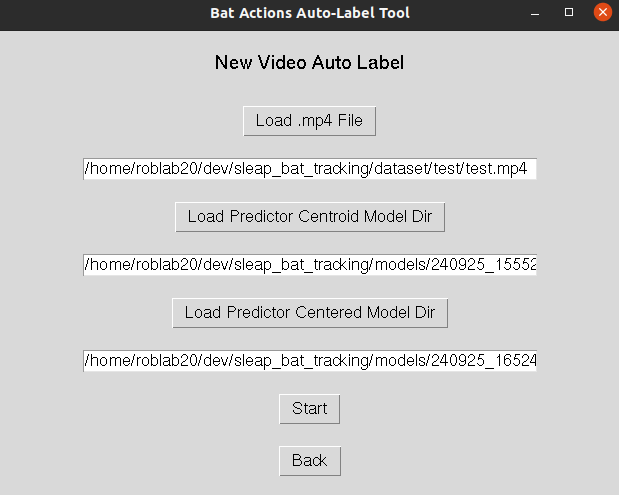 Bat Actions Auto-Label Tool
New Video Auto Label
Load .mp4 File
/home/roblab20/dev/sleap_bat_tracking/dataset/test/test.mp4
Load Predictor Centroid Model Dir
/home/roblab20/dev/sleap_bat_tracking/models/240925_15552
Load Predictor Centered Model Dir
/home/roblab20/dev/sleap_bat_tracking/models/240925_16524
Start
Back